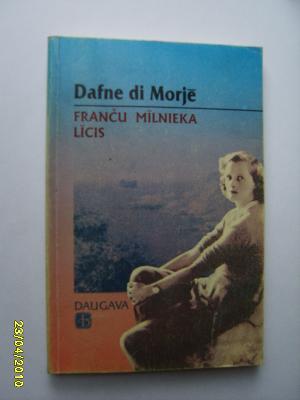 Dafne di Morjē
FRANČU MĪLNIEKA
LĪCIS
DAUGAVA
23/04/2010